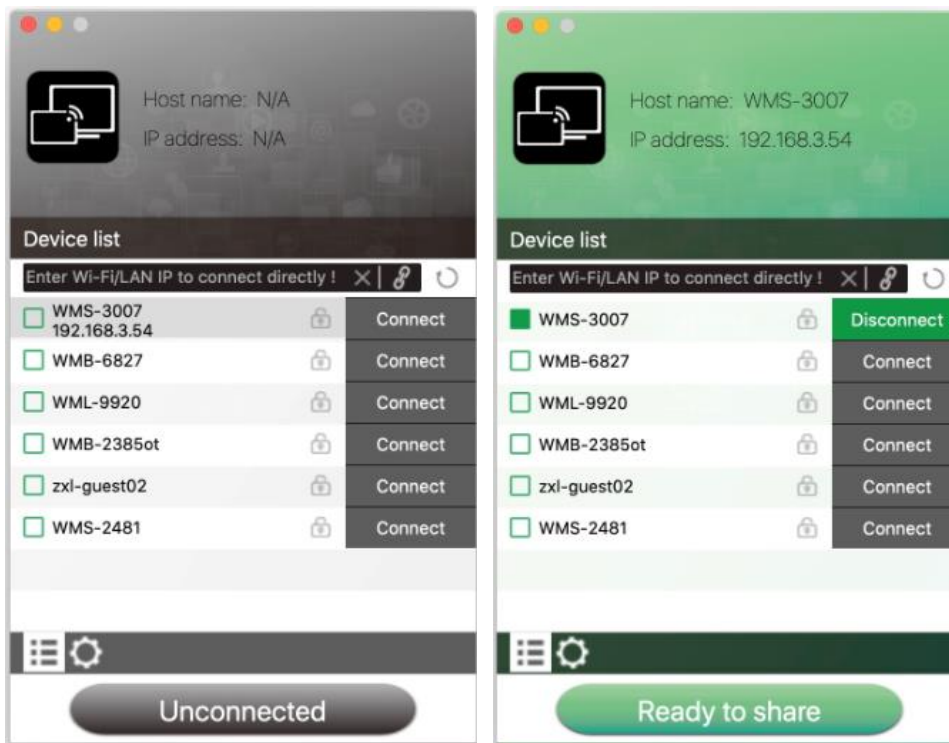 Host name: N/A
IP address: N/A
Device list
Enter Wi-Fi/LAN IP to connect directly !
WMS-3007
192.168.3.54
Connect
WMB-6827
Connect
WML-9920
Connect
WMB-2385ot
Connect
zxl-guest02
Connect
WMS-2481
Connect
Unconnected
Host name: WMS-3007
IP address: 192.168.3.54
Device list
Enter Wi-Fi/LAN IP to connect directly !
WMS-3007
Disconnect
WMB-6827
Connect
WML-9920
Connect
WMB-2385ot
Connect
zxl-guest02
Connect
WMS-2481
Connect
Ready to share